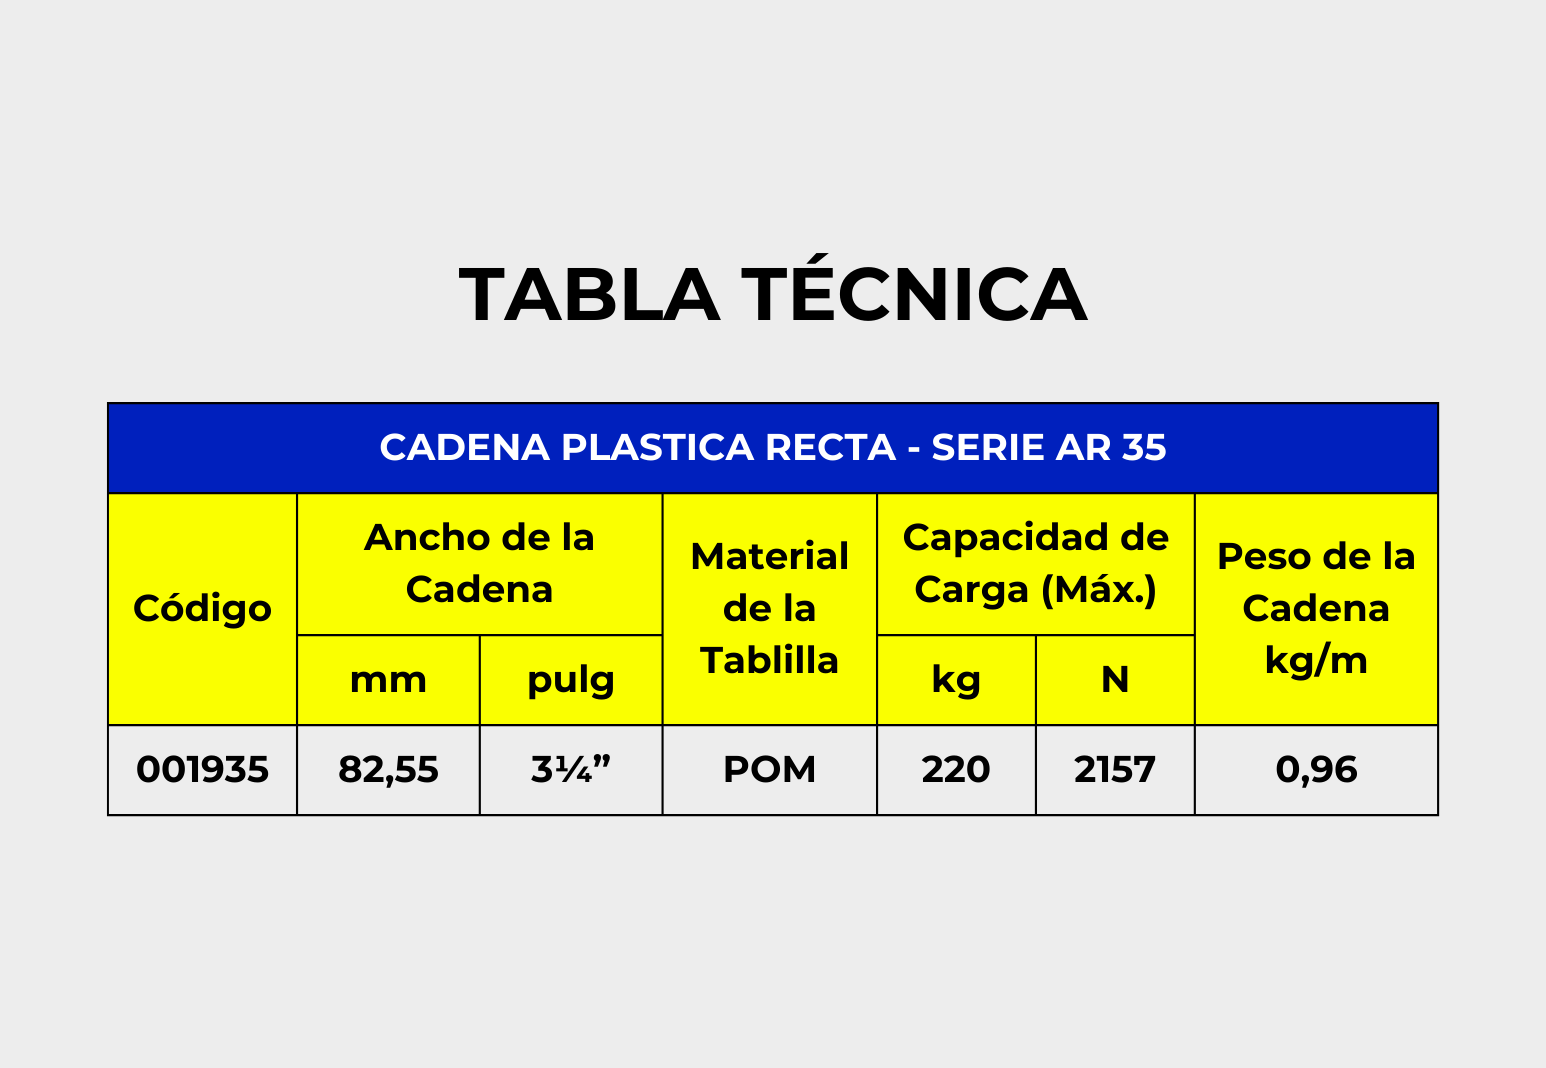 TABLA TÉCNICA
CADENA PLASTICA RECTA - SERIE AR 35
Código
Ancho de la
Cadena
mm
pulg
Material
de la
Tablilla
Capacidad de
Carga (Máx.)
kg
N
Peso de la
Cadena
kg/m
001935
82,55
3¼”
POM
220
2157
0,96